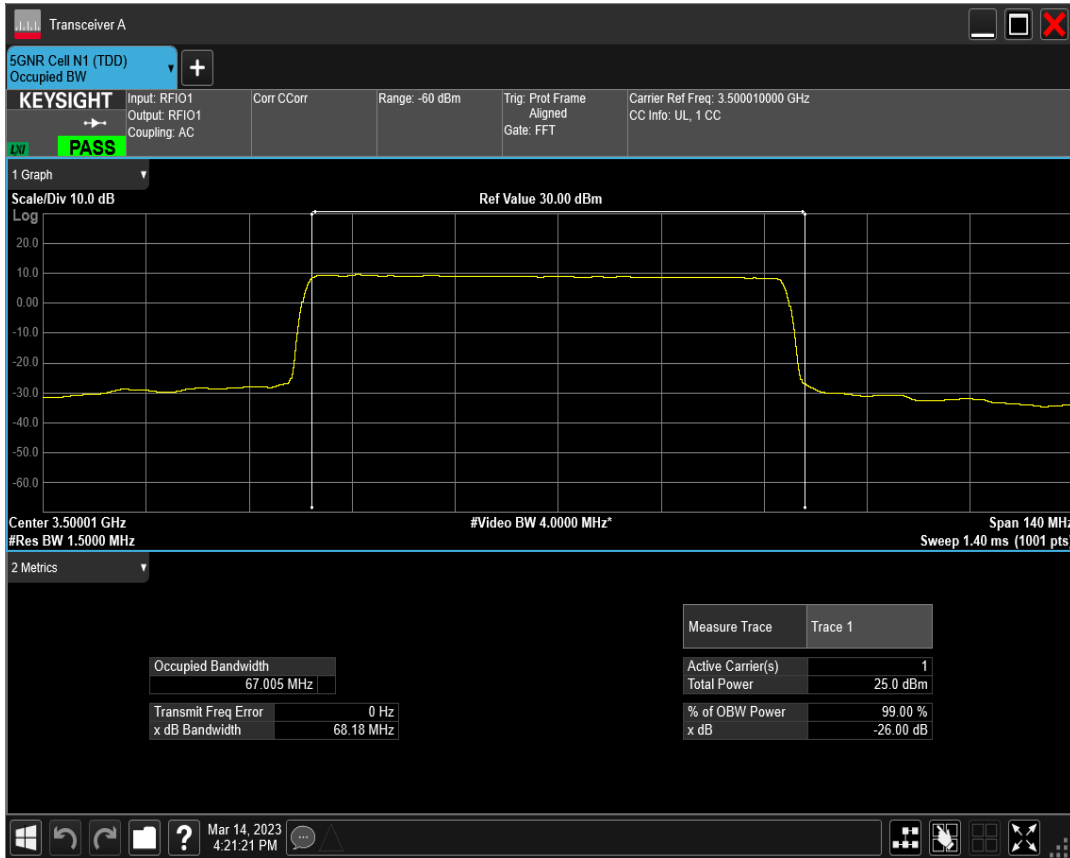 Transceiver A
5GNR Cell N1 (TDD)
Occupied BW
+
KEYSIGHT
LXI
PASS
Input: RFIO1
Output: RFIO1
Coupling: AC
Corr CCorr
Range: -60 dBm
Trig: Prot Frame
Aligned
Gate: FFT
Carrier Ref Freq: 3.500010000 GHz
CC Info: UL, 1 CC
1 Graph
Scale/Div 10.0 dB
Ref Value 30.00 dBm
Log
20.0
10.0
0.00
-10.0
-20.0
-30.0
-40.0
-50.0
-60.0
Center 3.50001 GHz
#Video BW 4.0000 MHz*
Span 140 MHz
#Res BW 1.5000 MHz
Sweep 1.40 ms (1001 pts)
2 Metrics
Measure Trace Trace 1
Occupied Bandwidth
67.005 MHz
Active Carrier(s) 1
Total Power 25.0 dBm
Transmit Freq Error 0 Hz
x dB Bandwidth 68.18 MHz
% of OBW Power 99.00 %
x dB -26.00 dB
?
Mar 14, 2023
4:21:21 PM